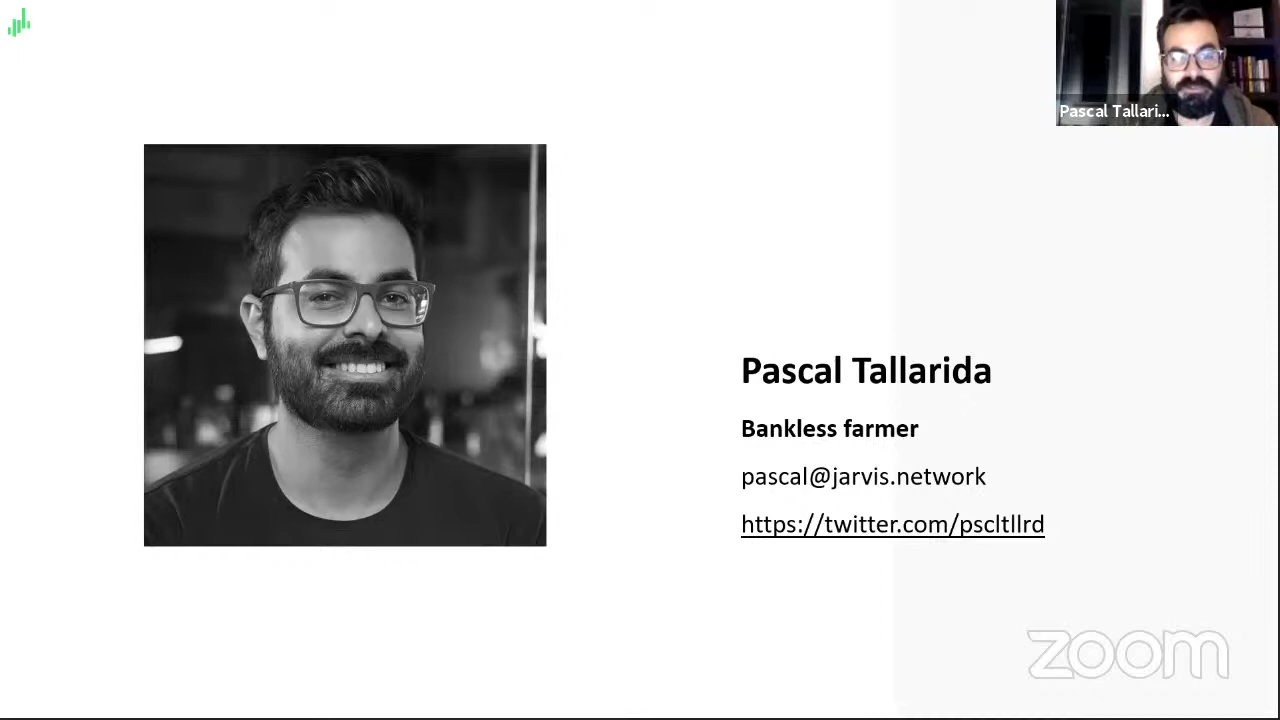 Pascal Tallari...
Pascal Tallarida
Bankless farmer
pascal@jarvis.network
https://twitter.com/pscltllrd
zoom